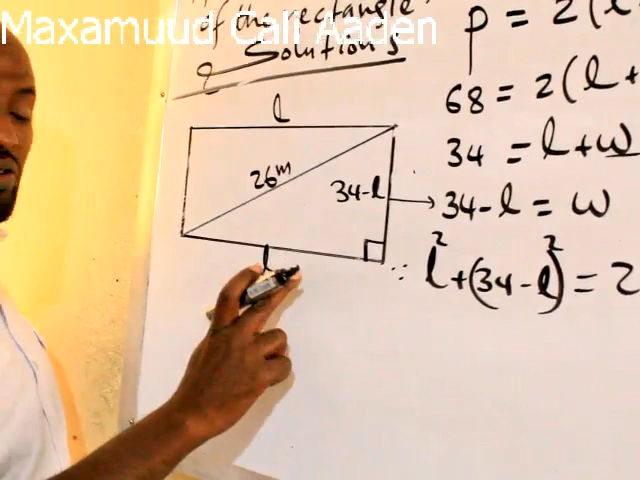 Maxamuud Cali Aaden
of the rectangle
Solutions
l
26m
34-l
l
p = 2(l
68 = 2(l+
34 = l+w
34-l = w
∴ l²+(34-l)² = 2